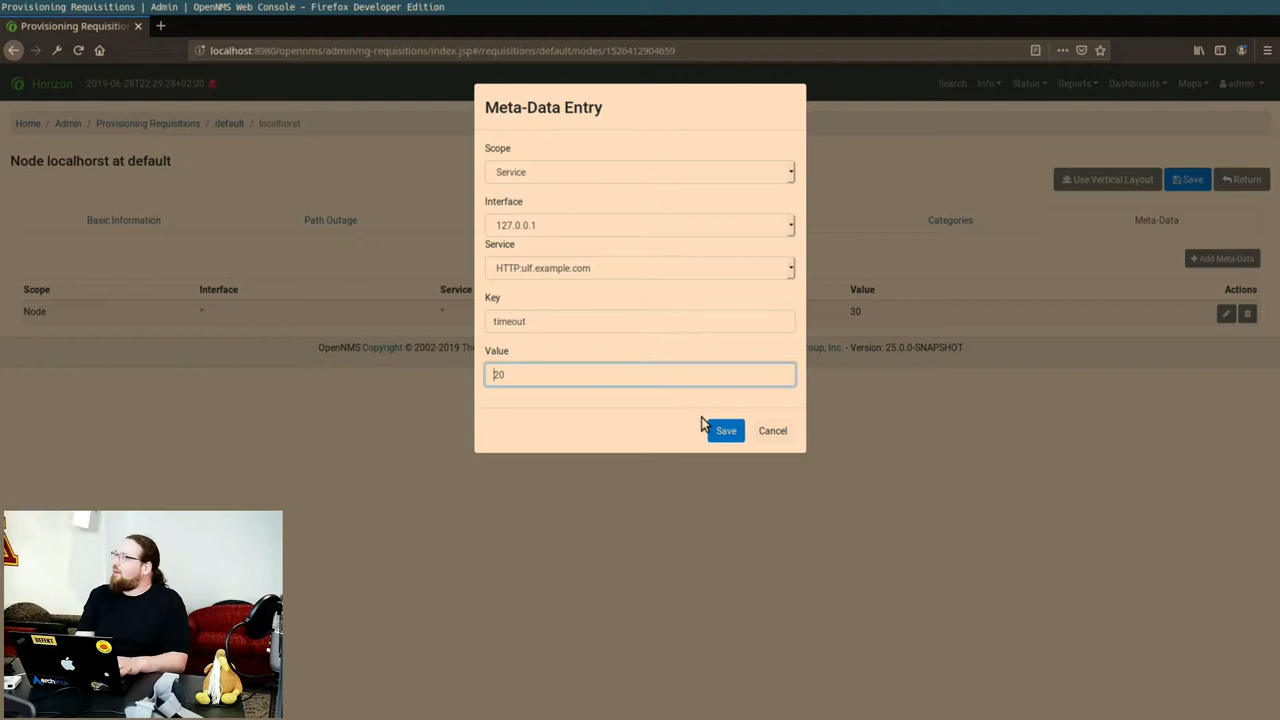 Provisioning Requisitions | Admin | OpenNMS Web Console - Firefox Developer Edition
Provisioning Requisitio
localhost:8980/opennms/admin/ng-requisitions/index.jsp#/requisitions/default/nodes/1526412904659
Horizon 2019-06-28T22:29:28+02:00 Search Info Status Reports Dashboards Maps admin
Home / Admin / Provisioning Requisitions / default / localhorst
Node localhorst at default
Use Vertical Layout Save Return
Basic Information Path Outage Categories Meta-Data
Add Meta-Data
Scope Interface Service Value Actions
Node * * 30
OpenNMS Copyright © 2002-2019 The Group, Inc. - Version: 25.0.0-SNAPSHOT
Meta-Data Entry
Scope
Service
Interface
127.0.0.1
Service
HTTP:ulf.example.com
Key
timeout
Value
20
Save Cancel
DEFEKT
archlinux